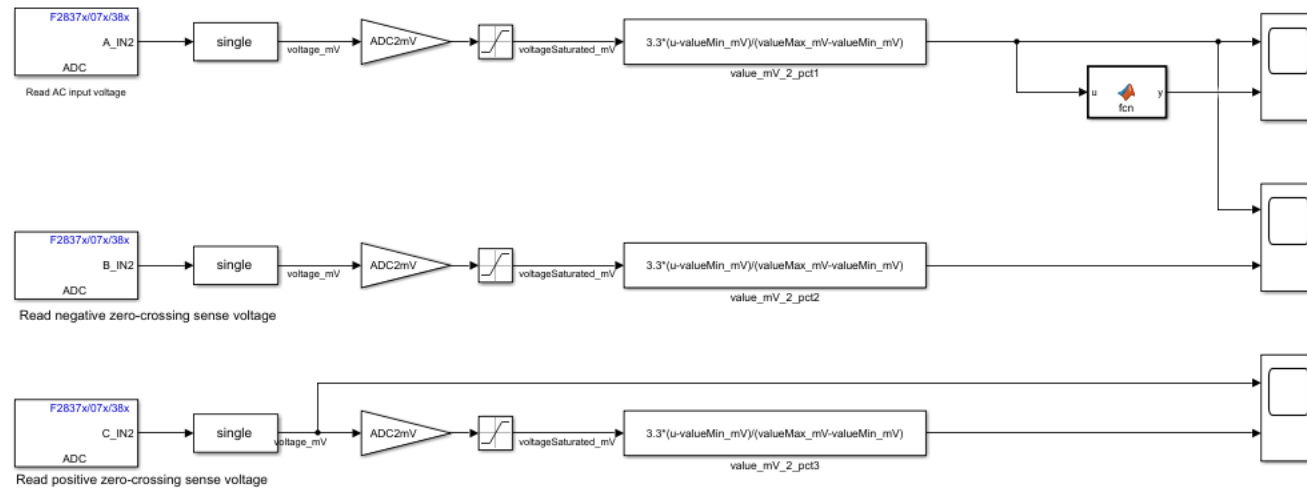 F2837x/07x/38x
A_IN2
ADC
Read AC input voltage
single
voltage_mV
ADC2mV
voltageSaturated_mV
3.3*(u-valueMin_mV)/(valueMax_mV-valueMin_mV)
value_mV_2_pct1
u
y
fcn
F2837x/07x/38x
B_IN2
ADC
Read negative zero-crossing sense voltage
single
voltage_mV
ADC2mV
voltageSaturated_mV
3.3*(u-valueMin_mV)/(valueMax_mV-valueMin_mV)
value_mV_2_pct2
F2837x/07x/38x
C_IN2
ADC
Read positive zero-crossing sense voltage
single
voltage_mV
ADC2mV
voltageSaturated_mV
3.3*(u-valueMin_mV)/(valueMax_mV-valueMin_mV)
value_mV_2_pct3